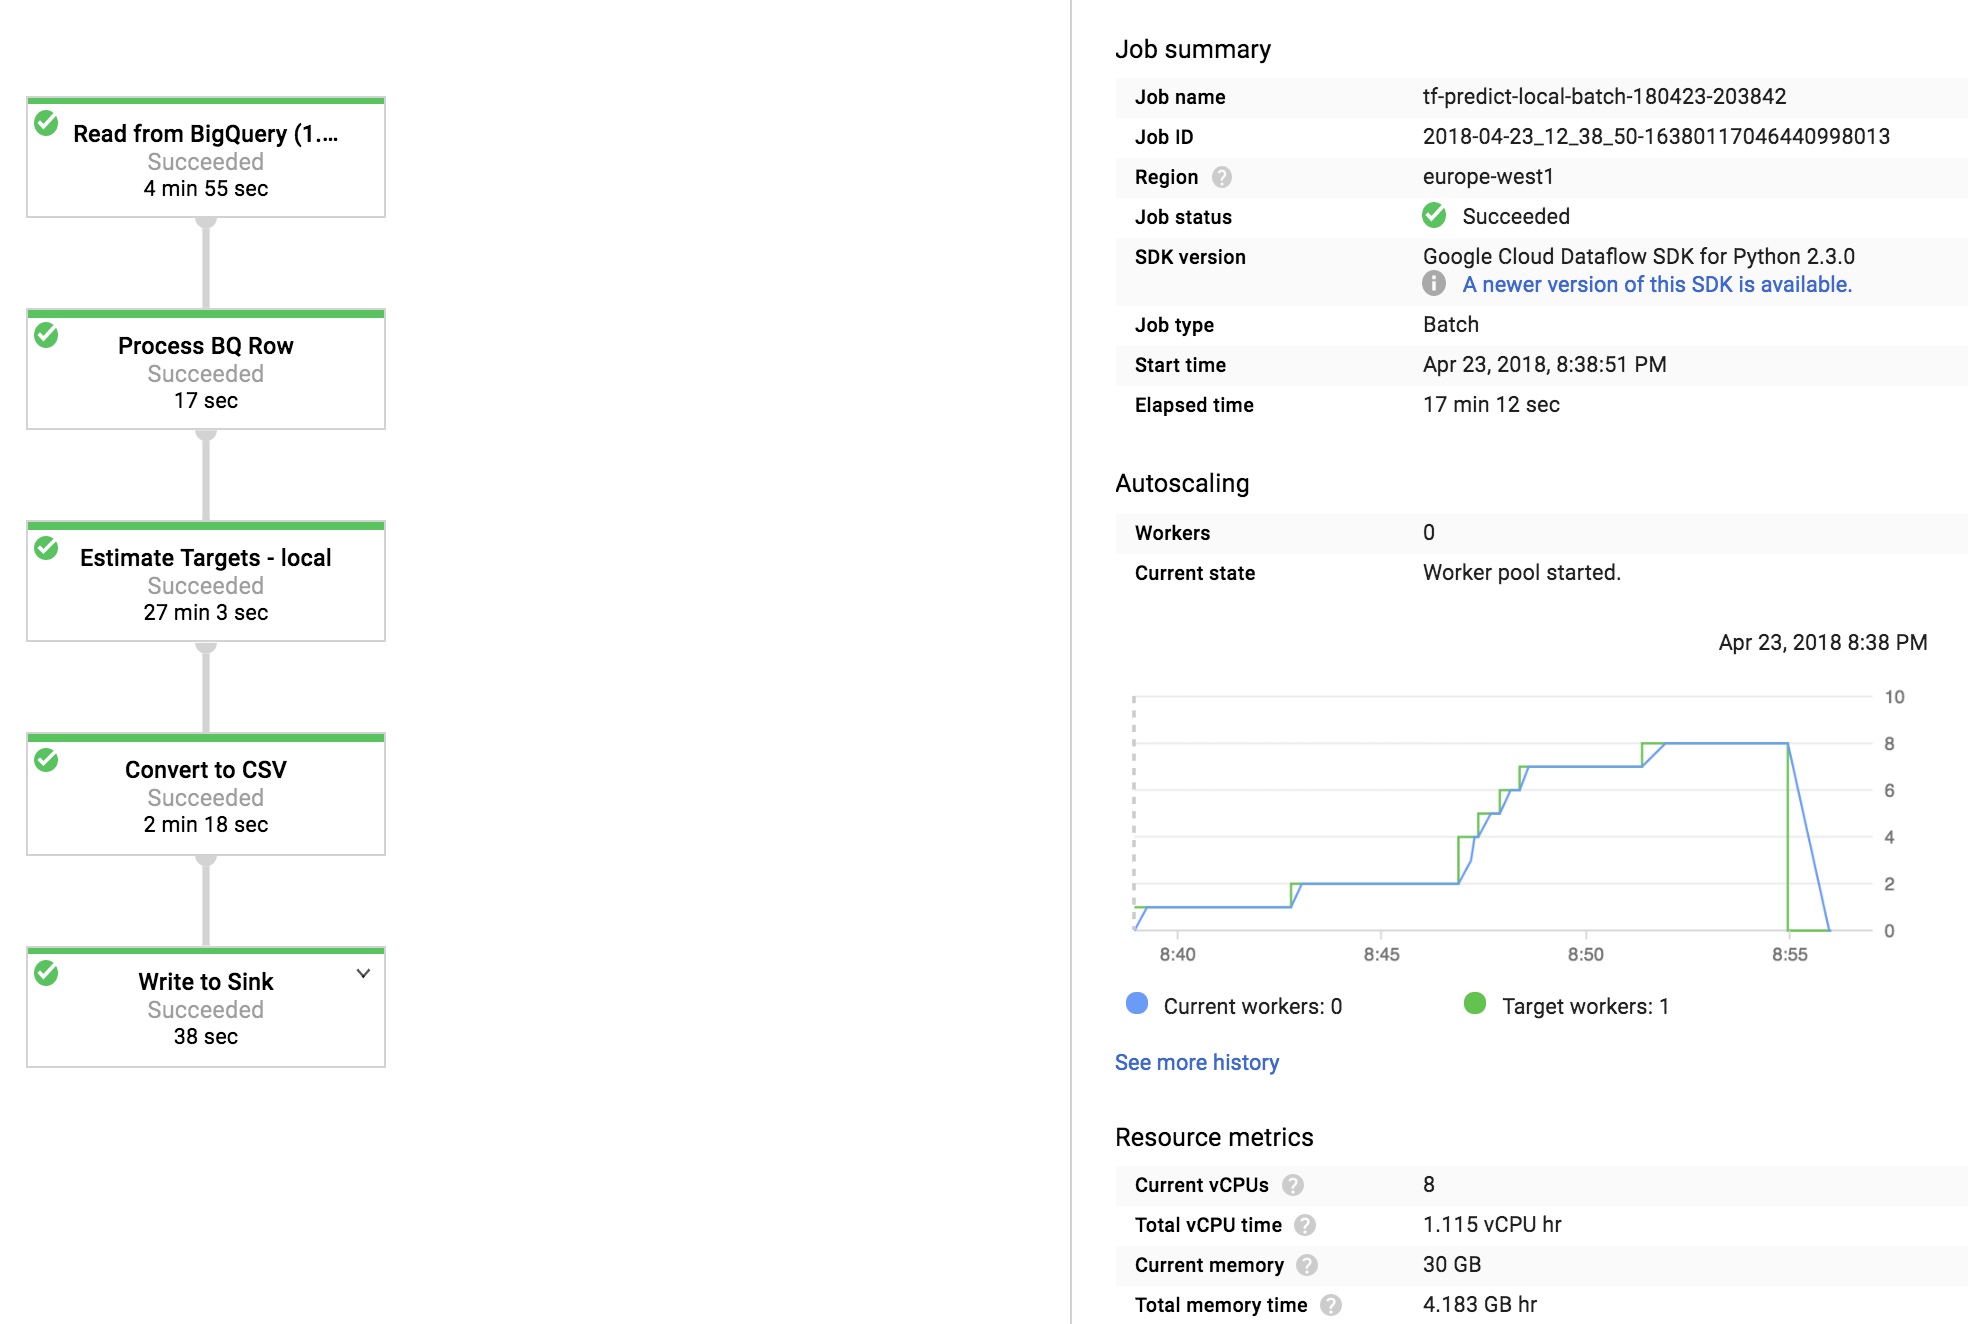 Read from BigQuery (1....
Succeeded
4 min 55 sec
Process BQ Row
Succeeded
17 sec
Estimate Targets - local
Succeeded
27 min 3 sec
Convert to CSV
Succeeded
2 min 18 sec
Write to Sink
Succeeded
38 sec
Job summary
Job name tf-predict-local-batch-180423-203842
Job ID 2018-04-23_12_38_50-16380117046440998013
Region ? europe-west1
Job status Succeeded
SDK version Google Cloud Dataflow SDK for Python 2.3.0
i A newer version of this SDK is available.
Job type Batch
Start time Apr 23, 2018, 8:38:51 PM
Elapsed time 17 min 12 sec
Autoscaling
Workers 0
Current state Worker pool started.
Apr 23, 2018 8:38 PM
10
8
6
4
2
0
8:40 8:45 8:50 8:55
Current workers: 0 Target workers: 1
See more history
Resource metrics
Current vCPUs ? 8
Total vCPU time ? 1.115 vCPU hr
Current memory ? 30 GB
Total memory time ? 4.183 GB hr